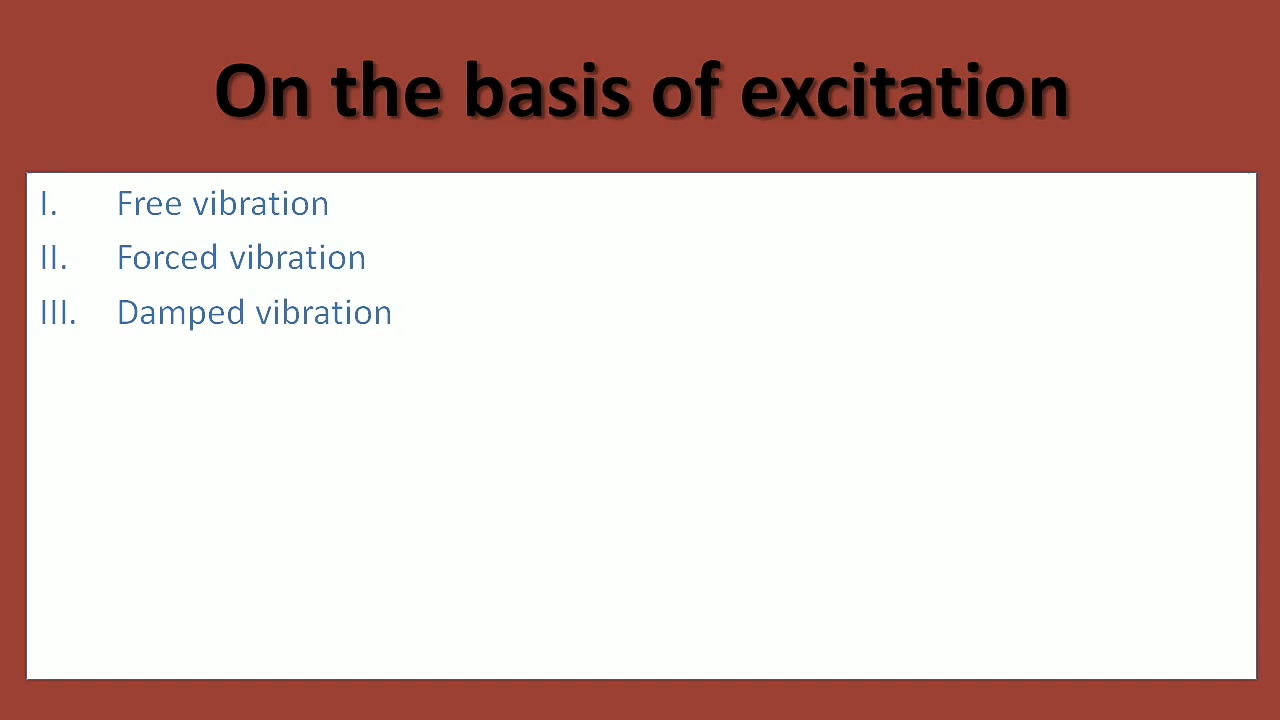 On the basis of excitation
I. Free vibration
II. Forced vibration
III. Damped vibration